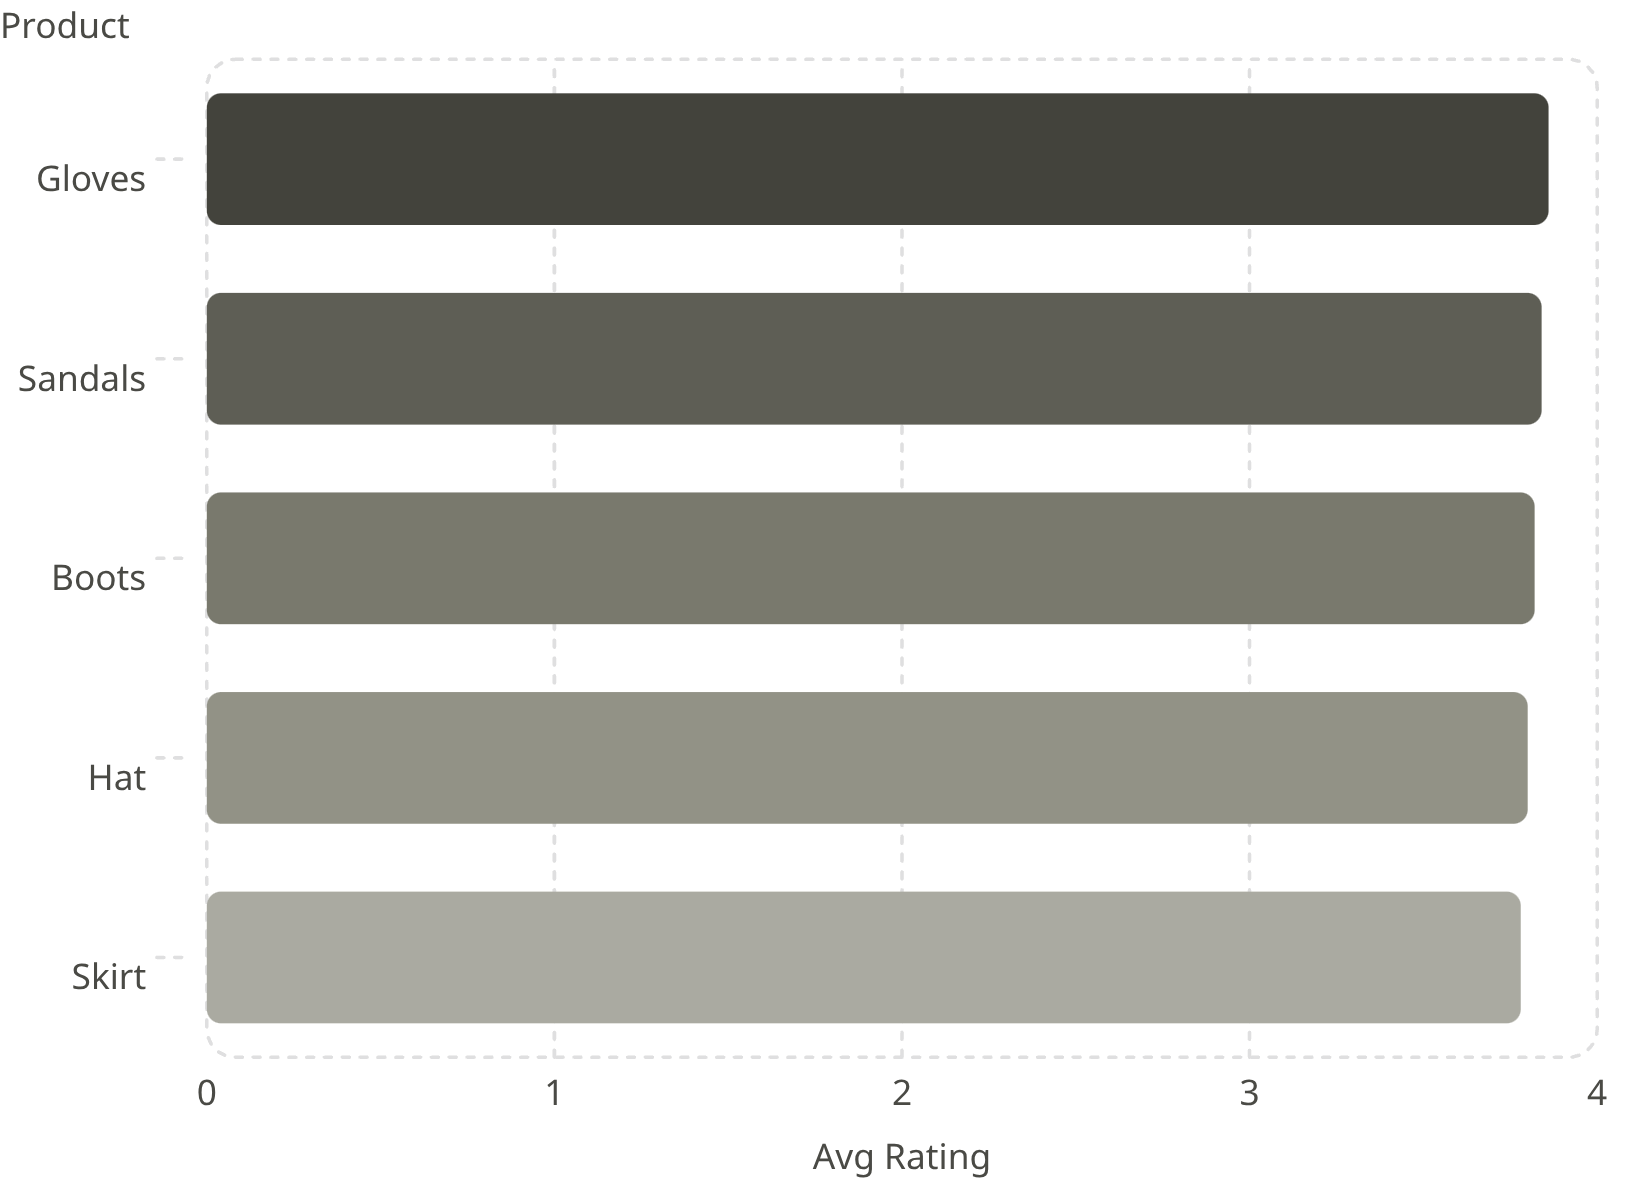 Product
Gloves
Sandals
Boots
Hat
Skirt
0 1 2 3 4
Avg Rating